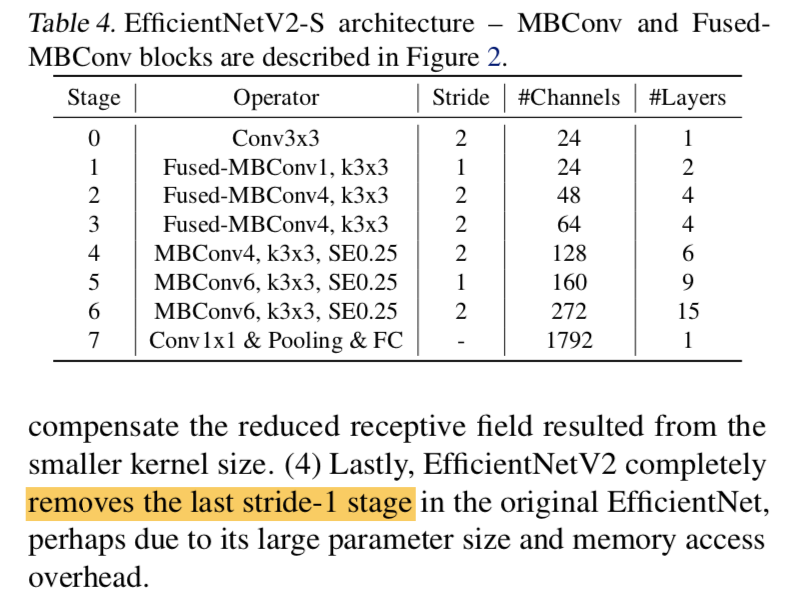 Table 4. EfficientNetV2-S architecture – MBConv and Fused-
MBConv blocks are described in Figure 2.
Stage Operator Stride #Channels #Layers
0 Conv3x3 2 24 1
1 Fused-MBConv1, k3x3 1 24 2
2 Fused-MBConv4, k3x3 2 48 4
3 Fused-MBConv4, k3x3 2 64 4
4 MBConv4, k3x3, SE0.25 2 128 6
5 MBConv6, k3x3, SE0.25 1 160 9
6 MBConv6, k3x3, SE0.25 2 272 15
7 Conv1x1 & Pooling & FC - 1792 1
compensate the reduced receptive field resulted from the
smaller kernel size. (4) Lastly, EfficientNetV2 completely
removes the last stride-1 stage in the original EfficientNet,
perhaps due to its large parameter size and memory access
overhead.